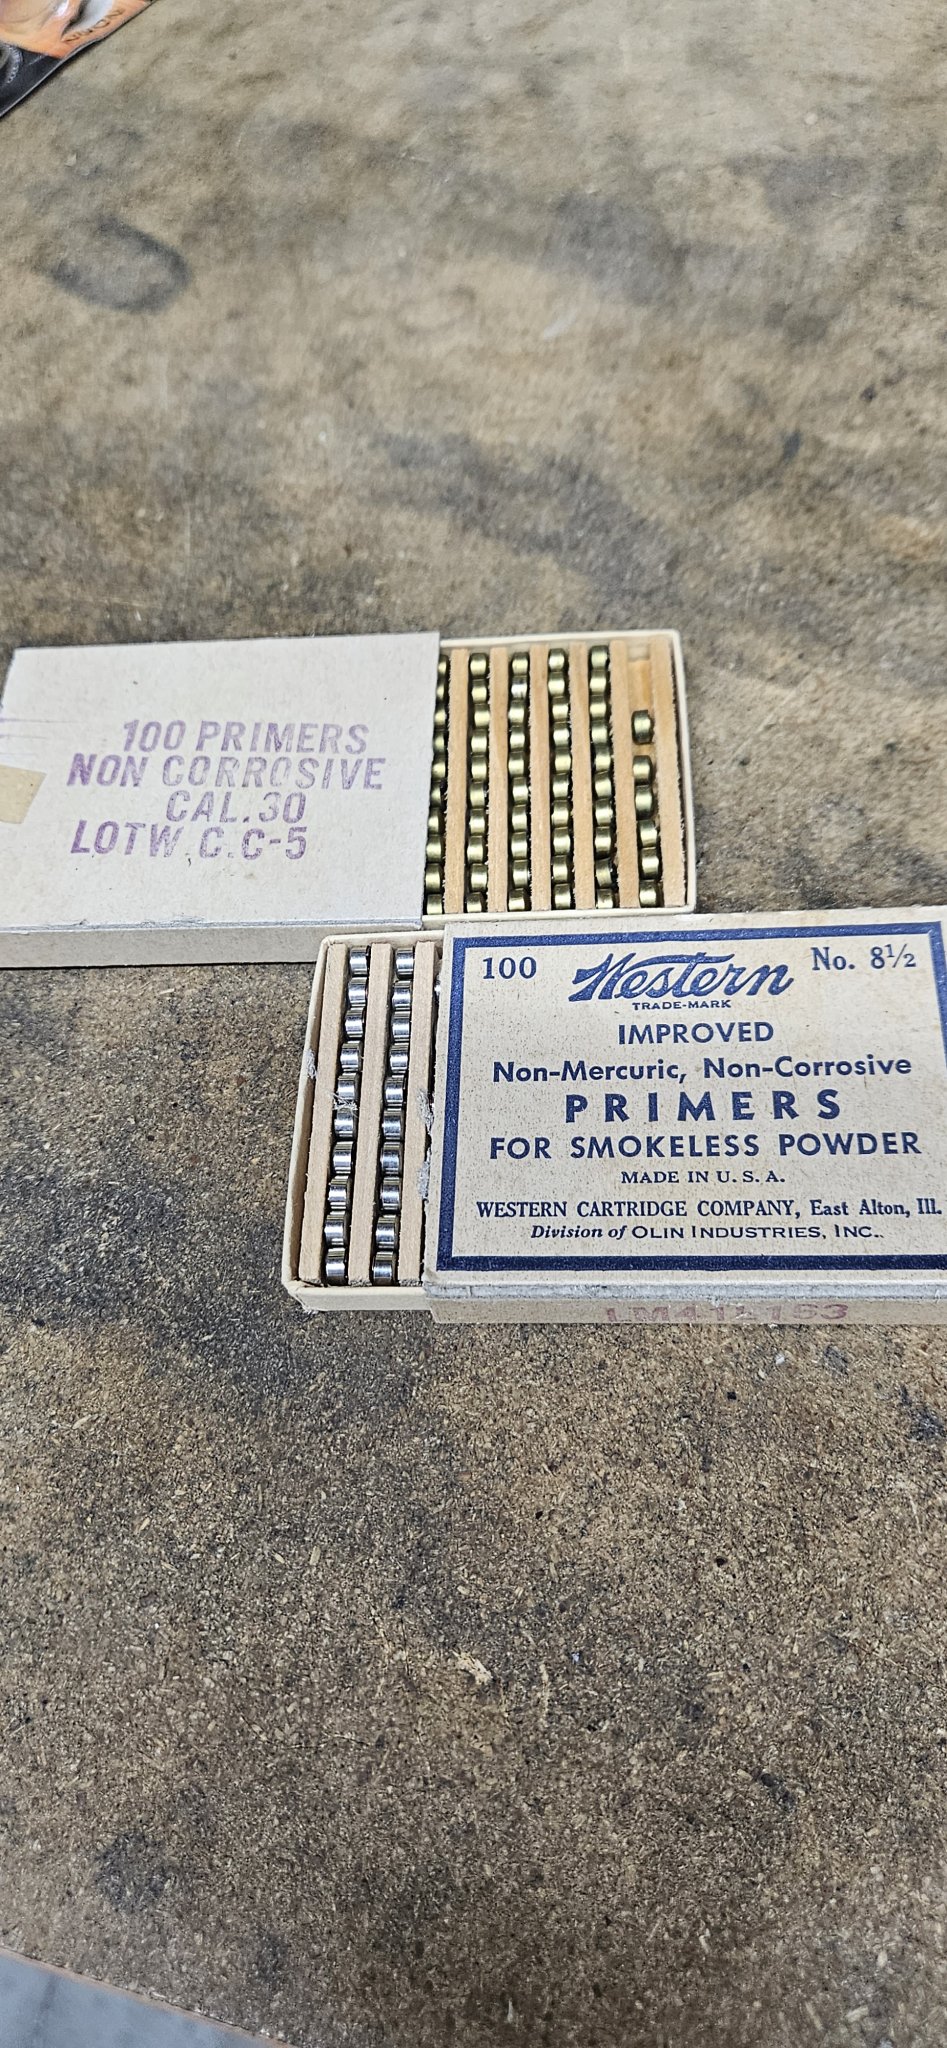 100 PRIMERS
NON CORROSIVE
CAL.30
LOT W.C.C-5
100 Western No. 8½
TRADE-MARK
IMPROVED
Non-Mercuric, Non-Corrosive
PRIMERS
FOR SMOKELESS POWDER
MADE IN U. S. A.
WESTERN CARTRIDGE COMPANY, East Alton, Ill.
Division of OLIN INDUSTRIES, INC.